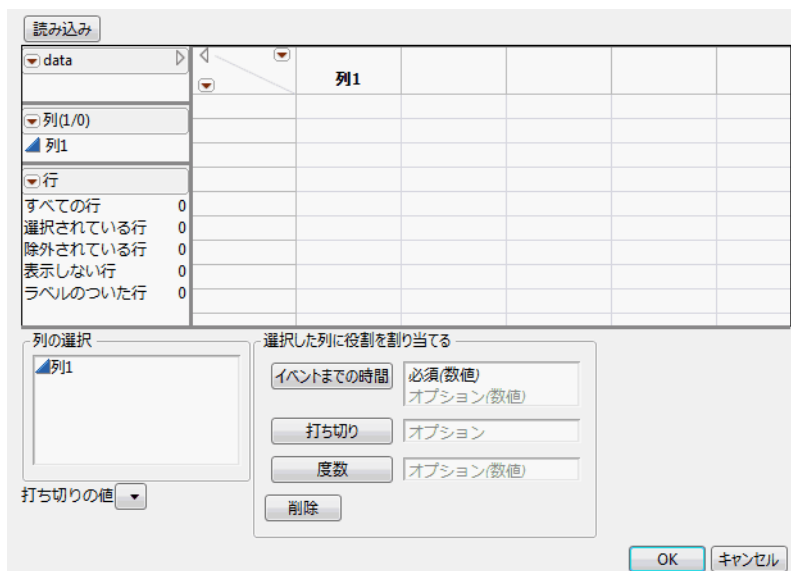 読み込み
data
列1
列(1/0)
列1
行
すべての行 0
選択されている行 0
除外されている行 0
表示しない行 0
ラベルのついた行 0
列の選択
列1
打ち切りの値
選択した列に役割を割り当てる
イベントまでの時間 必須(数値)
オプション(数値)
打ち切り オプション
度数 オプション(数値)
削除
OK キャンセル